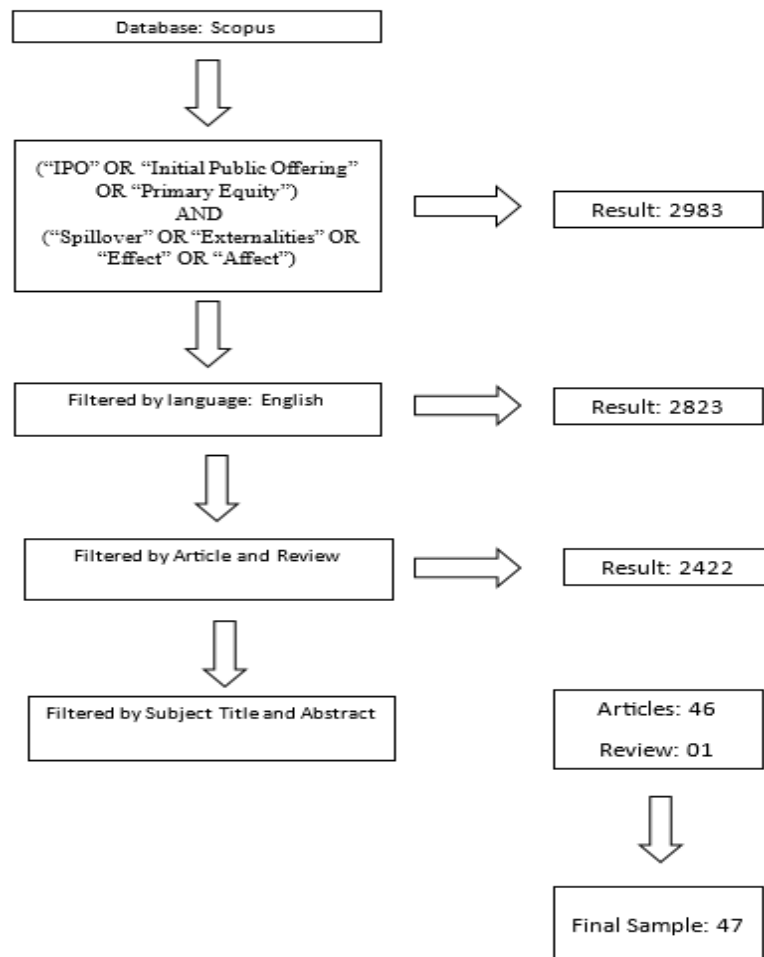 Database: Scopus
(“IPO” OR “Initial Public Offering”
OR “Primary Equity”)
AND
(“Spillover” OR “Externalities” OR
“Effect” OR “Affect”)
Result: 2983
Filtered by language: English
Result: 2823
Filtered by Article and Review
Result: 2422
Filtered by Subject Title and Abstract
Articles: 46
Review: 01
Final Sample: 47